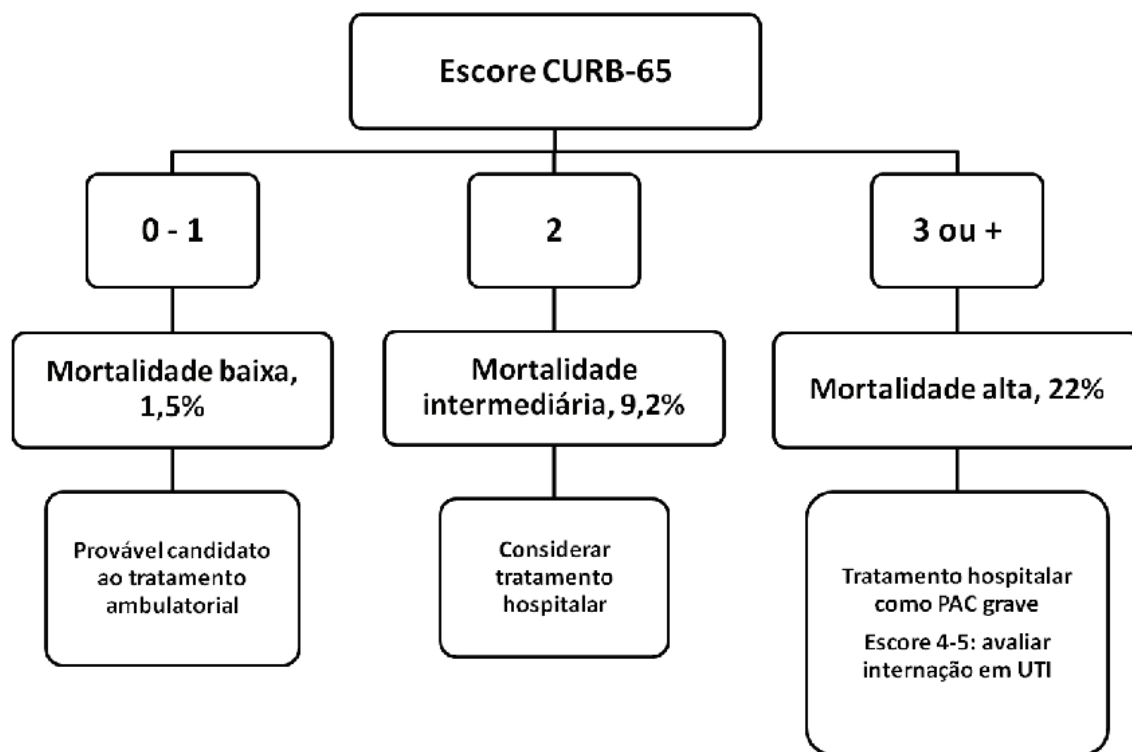 Escore CURB-65
0 - 1
2
3 ou +
Mortalidade baixa,
1,5%
Mortalidade
intermediária, 9,2%
Mortalidade alta, 22%
Provável candidato
ao tratamento
ambulatorial
Considerar
tratamento
hospitalar
Tratamento hospitalar
como PAC grave
Escore 4-5: avaliar
internação em UTI